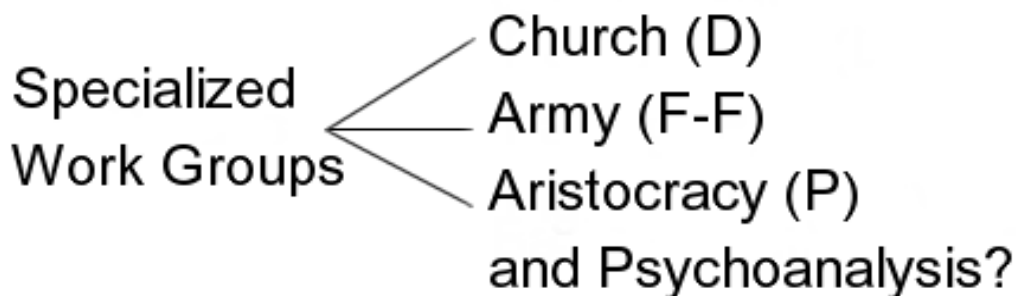 Specialized
Work Groups
Church (D)
Army (F-F)
Aristocracy (P)
and Psychoanalysis?